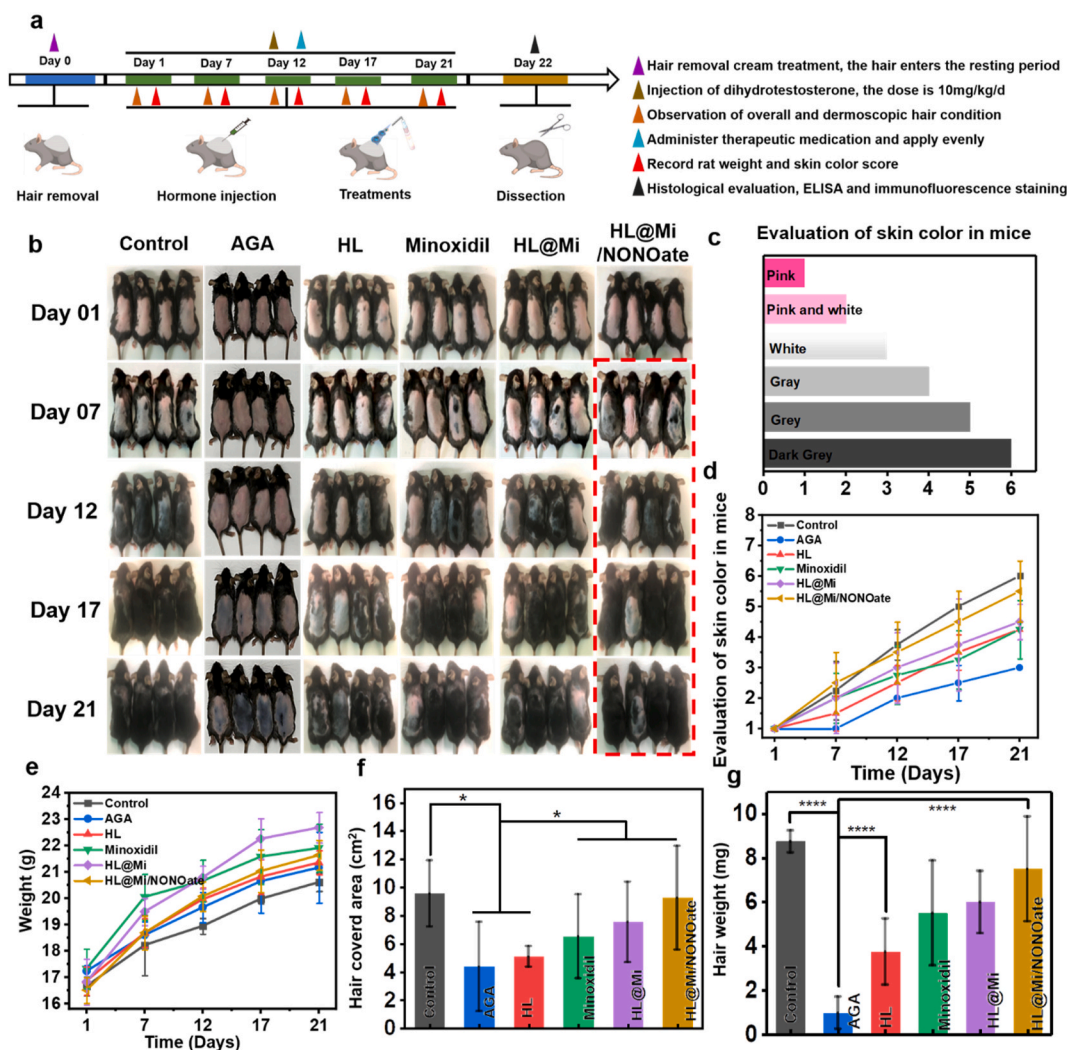 a
Day 0
Day 1
Day 7
Day 12
Day 17
Day 21
Day 22
Hair removal
Hormone injection
Treatments
Dissection
Hair removal cream treatment, the hair enters the resting period
Injection of dihydrotestosterone, the dose is 10mg/kg/d
Observation of overall and dermoscopic hair condition
Administer therapeutic medication and apply evenly
Record rat weight and skin color score
Histological evaluation, ELISA and immunofluorescence staining
b
Control
AGA
HL
Minoxidil
HL@Mi
HL@Mi
/NONOate
Day 01
Day 07
Day 12
Day 17
Day 21
c
Evaluation of skin color in mice
Pink
Pink and white
White
Gray
Grey
Dark Grey
0 1 2 3 4 5 6
d
Evaluation of skin color in mice
8
7
6
5
4
3
2
1
Control
AGA
HL
Minoxidil
HL@Mi
HL@Mi/NONOate
1 7 12 17 21
Time (Days)
e
Weight (g)
24
23
22
21
20
19
18
17
16
Control
AGA
HL
Minoxidil
HL@Mi
HL@Mi/NONOate
1 7 12 17 21
Time (Days)
f
Hair coverd area (cm²)
16
14
12
10
8
6
4
2
0
*
*
Control
AGA
HL
Minoxidil
HL@Mi
HL@Mi/NONOate
g
Hair weight (mg)
10
8
6
4
2
0
****
****
****
Control
AGA
HL
Minoxidil
HL@Mi
HL@Mi/NONOate